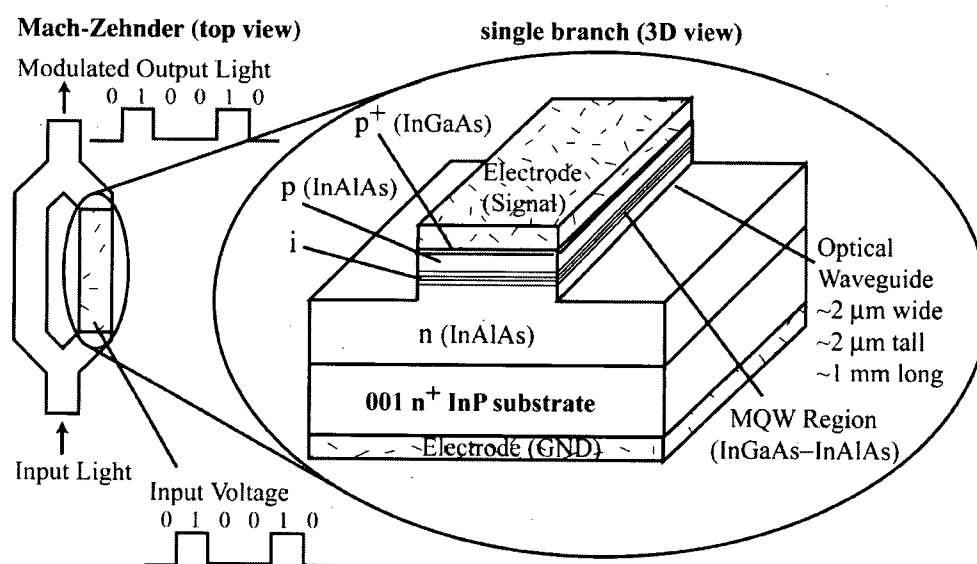 Mach-Zehnder (top view)
Modulated Output Light
0 1 0 0 1 0
Input Light
Input Voltage
0 1 0 0 1 0
single branch (3D view)
p+ (InGaAs)
p (InAlAs)
i
Electrode
(Signal)
n (InAlAs)
001 n+ InP substrate
Electrode (GND)
Optical
Waveguide
~2 μm wide
~2 μm tall
~1 mm long
MQW Region
(InGaAs–InAlAs)